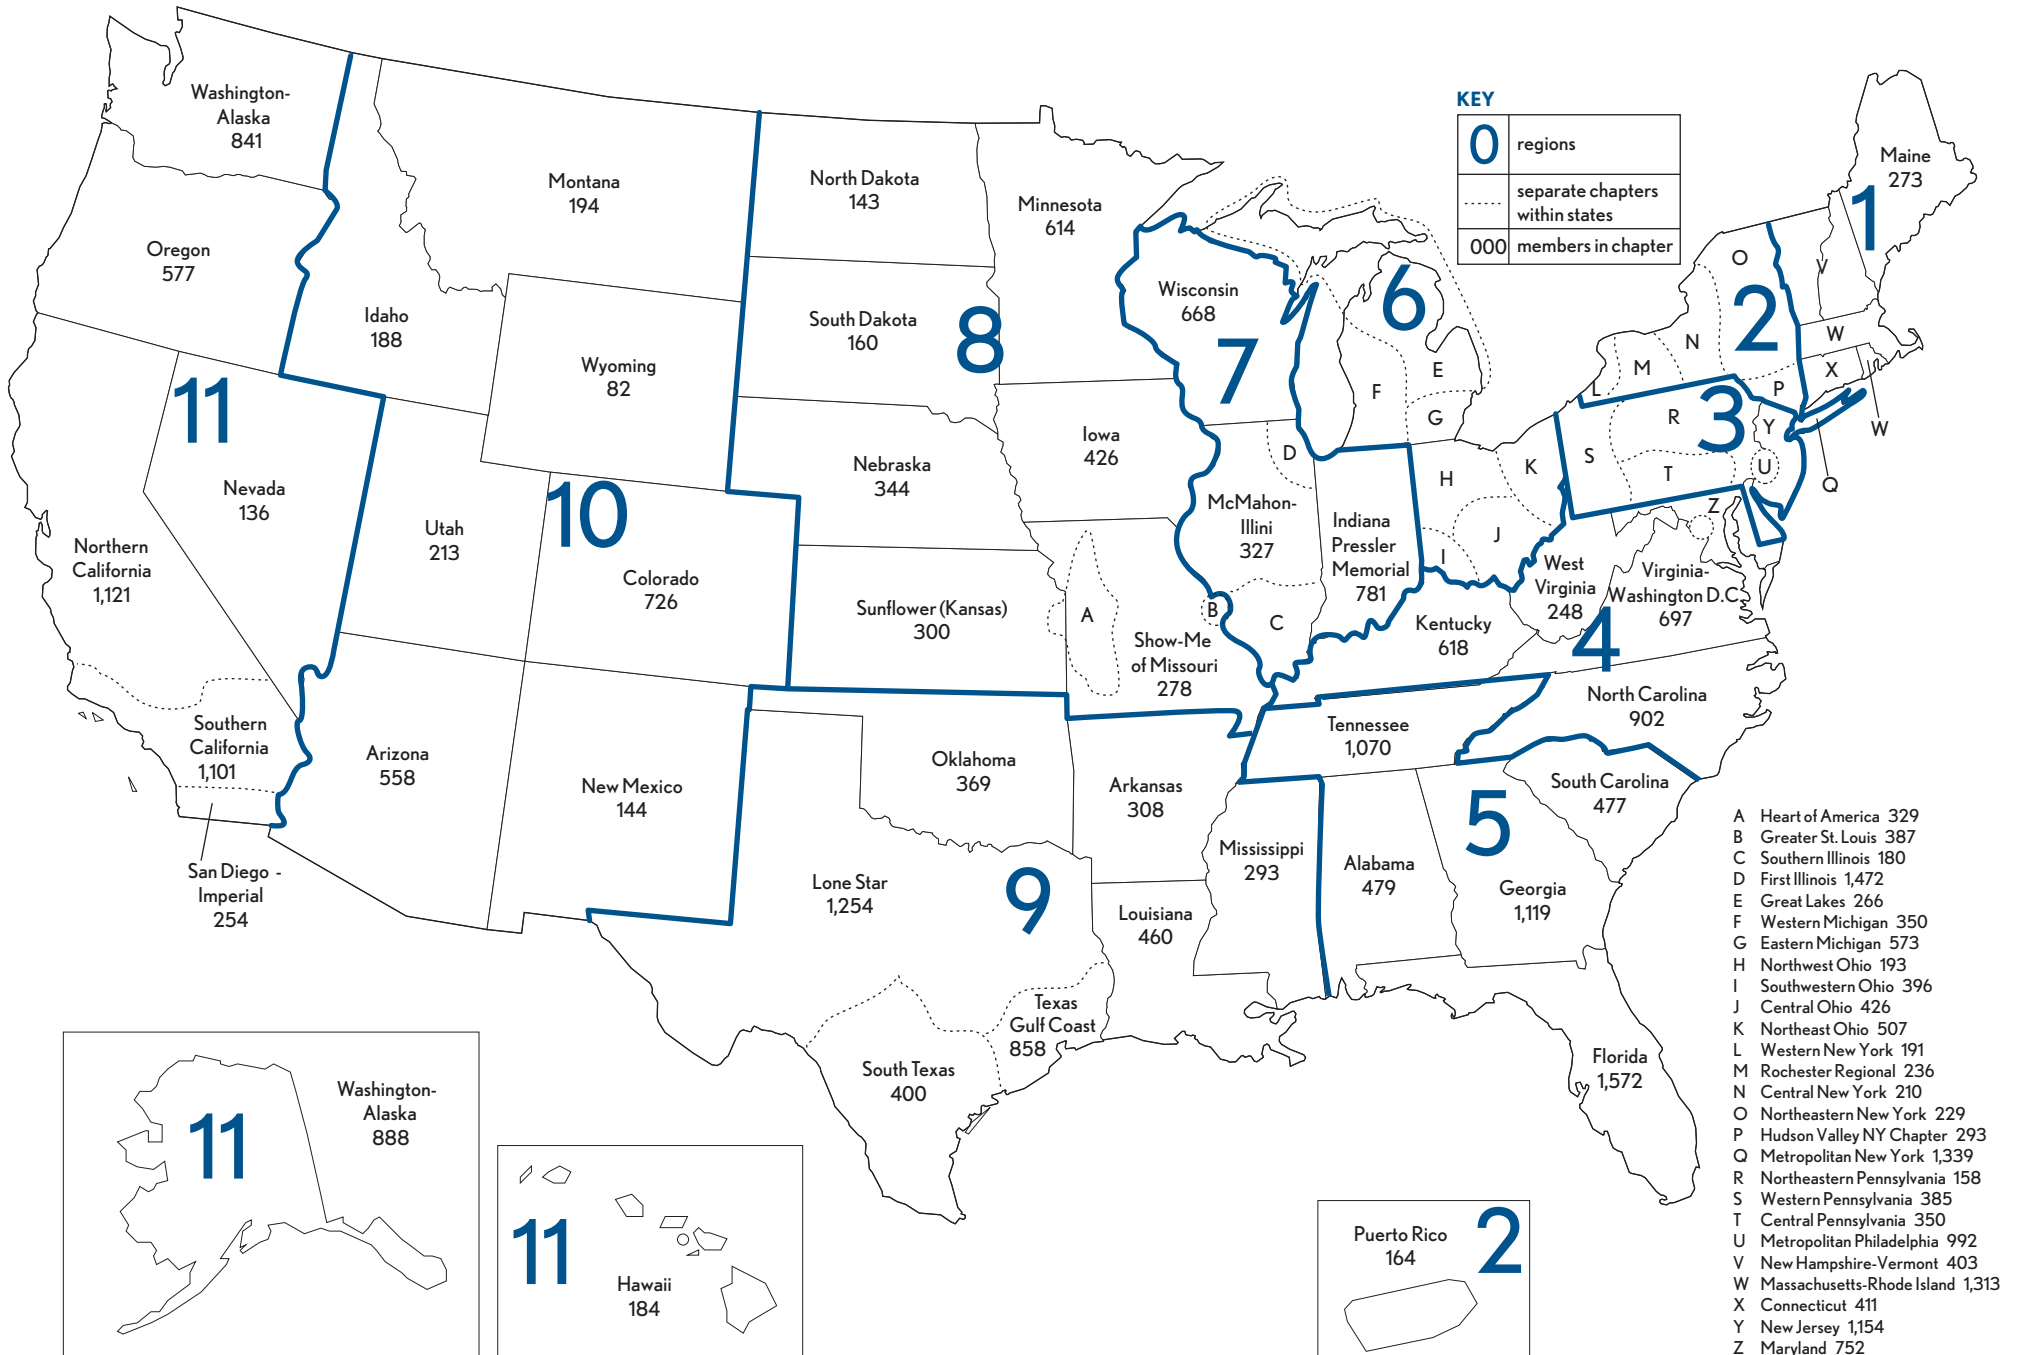 KEY
0 regions
separate chapters
within states
000 members in chapter
Washington-
Alaska
841
Oregon
577
Montana
194
Idaho
188
Wyoming
82
North Dakota
143
South Dakota
160
Minnesota
614
8
Wisconsin
668
7
6
Maine
273
1
2
3
11
Nevada
136
Northern
California
1,121
Southern
California
1,101
San Diego -
Imperial
254
10
Utah
213
Colorado
726
Arizona
558
New Mexico
144
Nebraska
344
Iowa
426
Sunflower (Kansas)
300
Show-Me
of Missouri
278
A
B
C
D
McMahon-
Illini
327
Indiana
Pressler
Memorial
781
E
F
G
H
I
J
K
L
M
N
O
P
Q
R
S
T
U
V
W
W
X
Y
Z
West
Virginia
248
Virginia-
Washington D.C.
697
4
Kentucky
618
North Carolina
902
Tennessee
1,070
South Carolina
477
5
Oklahoma
369
Arkansas
308
Mississippi
293
Alabama
479
Georgia
1,119
9
Lone Star
1,254
Louisiana
460
Texas
Gulf Coast
858
South Texas
400
Florida
1,572
11
Washington-
Alaska
888
11
Hawaii
184
Puerto Rico
164
2
A Heart of America 329
B Greater St. Louis 387
C Southern Illinois 180
D First Illinois 1,472
E Great Lakes 266
F Western Michigan 350
G Eastern Michigan 573
H Northwest Ohio 193
I Southwestern Ohio 396
J Central Ohio 426
K Northeast Ohio 507
L Western New York 191
M Rochester Regional 236
N Central New York 210
O Northeastern New York 229
P Hudson Valley NY Chapter 293
Q Metropolitan New York 1,339
R Northeastern Pennsylvania 158
S Western Pennsylvania 385
T Central Pennsylvania 350
U Metropolitan Philadelphia 992
V New Hampshire-Vermont 403
W Massachusetts-Rhode Island 1,313
X Connecticut 411
Y New Jersey 1,154
Z Maryland 752